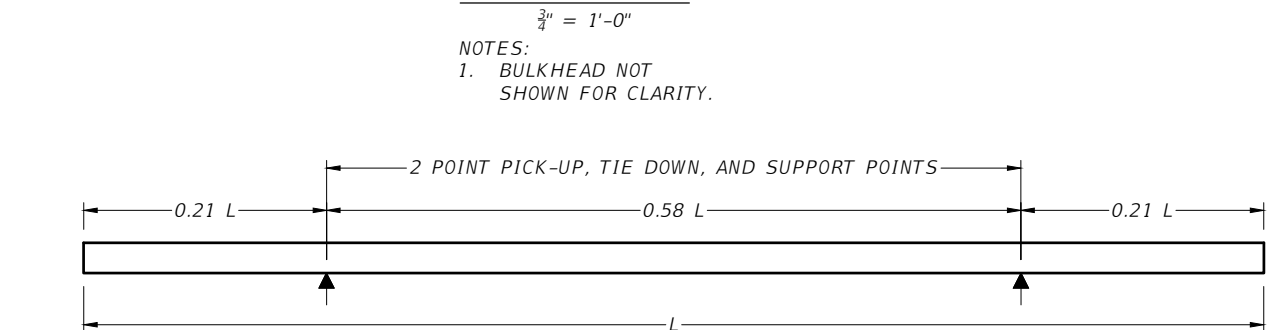 ¾" = 1'-0"
NOTES:
1. BULKHEAD NOT
SHOWN FOR CLARITY.
2 POINT PICK-UP, TIE DOWN, AND SUPPORT POINTS
0.21 L 0.58 L 0.21 L
L